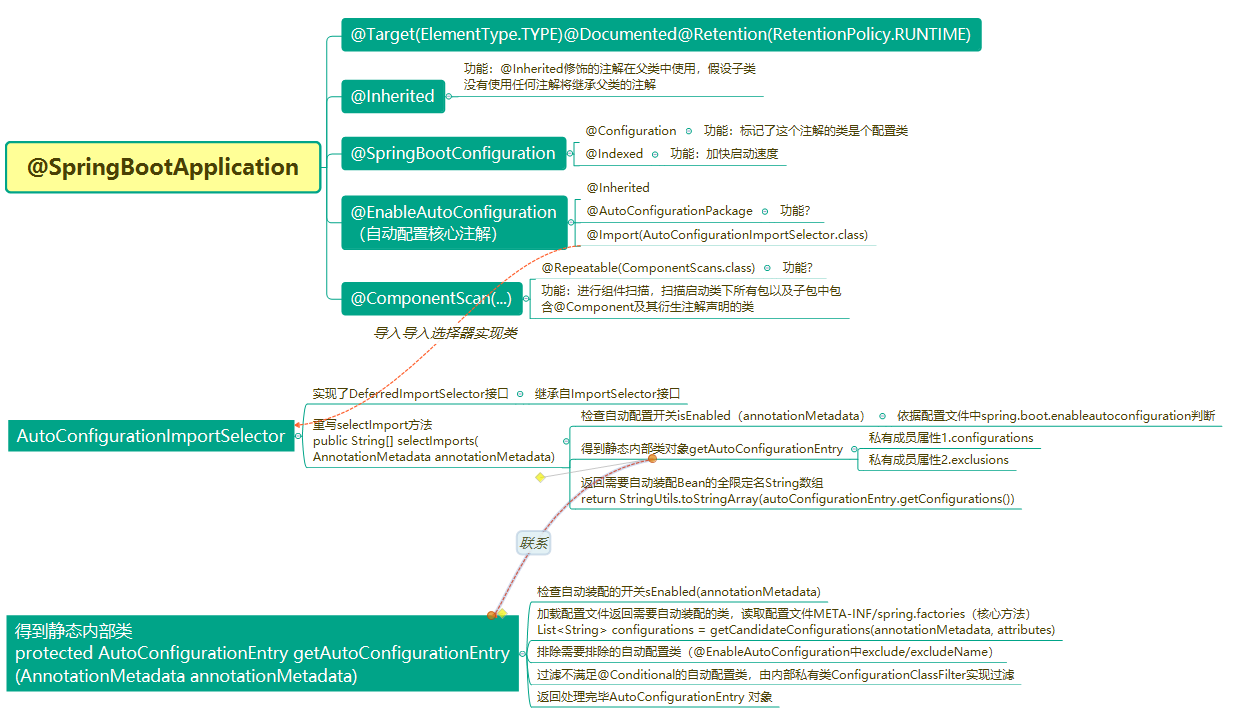 @SpringBootApplication
@Target(ElementType.TYPE)@Documented@Retention(RetentionPolicy.RUNTIME)
@Inherited
功能：@Inherited修饰的注解在父类中使用，假设子类
没有使用任何注解将继承父类的注解
@SpringBootConfiguration
@Configuration
功能：标记了这个注解的类是个配置类
@Indexed
功能：加快启动速度
@EnableAutoConfiguration
（自动配置核心注解）
@Inherited
@AutoConfigurationPackage
功能?
@Import(AutoConfigurationImportSelector.class)
@ComponentScan(...)
@Repeatable(ComponentScans.class)
功能?
功能：进行组件扫描，扫描启动类下所有包以及子包中包
含@Component及其衍生注解声明的类
导入导入选择器实现类
AutoConfigurationImportSelector
实现了DeferredImportSelector接口
继承自ImportSelector接口
重写selectImport方法
public String[] selectImports(
AnnotationMetadata annotationMetadata)
检查自动配置开关isEnabled（annotationMetadata）
依据配置文件中spring.boot.enableautoconfiguration判断
得到静态内部类对象getAutoConfigurationEntry
私有成员属性1.configurations
私有成员属性2.exclusions
返回需要自动装配Bean的全限定名String数组
return StringUtils.toStringArray(autoConfigurationEntry.getConfigurations())
联系
得到静态内部类
protected AutoConfigurationEntry getAutoConfigurationEntry
(AnnotationMetadata annotationMetadata)
检查自动装配的开关sEnabled(annotationMetadata)
加载配置文件返回需要自动装配的类，读取配置文件META-INF/spring.factories（核心方法）
List<String> configurations = getCandidateConfigurations(annotationMetadata, attributes)
排除需要排除的自动配置类（@EnableAutoConfiguration中exclude/excludeName）
过滤不满足@Conditional的自动配置类，由内部私有类ConfigurationClassFilter实现过滤
返回处理完毕AutoConfigurationEntry 对象